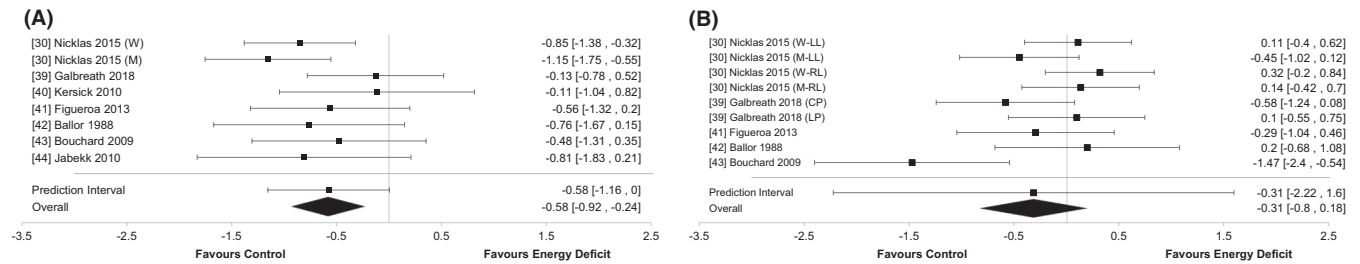 (A)
[30] Nicklas 2015 (W) -0.85 [-1.38 , -0.32]
[30] Nicklas 2015 (M) -1.15 [-1.75 , -0.55]
[39] Galbreath 2018 -0.13 [-0.78 , 0.52]
[40] Kersick 2010 -0.11 [-1.04 , 0.82]
[41] Figueroa 2013 -0.56 [-1.32 , 0.2]
[42] Ballor 1988 -0.76 [-1.67 , 0.15]
[43] Bouchard 2009 -0.48 [-1.31 , 0.35]
[44] Jabekk 2010 -0.81 [-1.83 , 0.21]
Prediction Interval -0.58 [-1.16 , 0]
Overall -0.58 [-0.92 , -0.24]
-3.5 -2.5 -1.5 -0.5 0.5 1.5 2.5
Favours Control Favours Energy Deficit
(B)
[30] Nicklas 2015 (W-LL) 0.11 [-0.4 , 0.62]
[30] Nicklas 2015 (M-LL) -0.45 [-1.02 , 0.12]
[30] Nicklas 2015 (W-RL) 0.32 [-0.2 , 0.84]
[30] Nicklas 2015 (M-RL) 0.14 [-0.42 , 0.7]
[39] Galbreath 2018 (CP) -0.58 [-1.24 , 0.08]
[39] Galbreath 2018 (LP) 0.1 [-0.55 , 0.75]
[41] Figueroa 2013 -0.29 [-1.04 , 0.46]
[42] Ballor 1988 0.2 [-0.68 , 1.08]
[43] Bouchard 2009 -1.47 [-2.4 , -0.54]
Prediction Interval -0.31 [-2.22 , 1.6]
Overall -0.31 [-0.8 , 0.18]
-3.5 -2.5 -1.5 -0.5 0.5 1.5 2.5
Favours Control Favours Energy Deficit